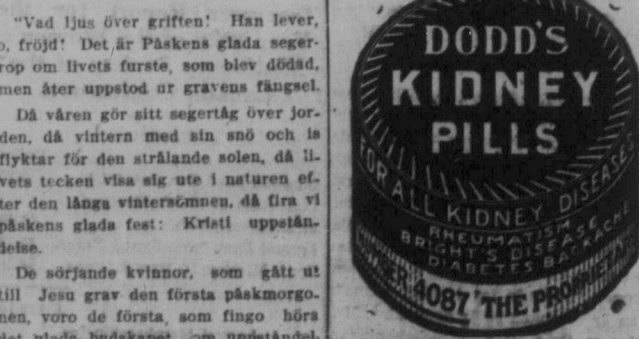 "Vad ljus över griften! Han lever,
o, fröjd! Det är Påskens glada seger-
rop om livets furste, som blev dödad,
men åter uppstod ur gravens fängsel.
Då våren gör sitt segertåg över jor-
den, då vintern med sin snö och is
flyktar för den strålande solen, då li-
vets tecken visa sig ute i naturen ef-
ter den långa vintersömnen, då fira vi
påskens glada fest: Kristi uppstån-
delse.
De sörjande kvinnor, som gått ut
till Jesu grav den första påskmorgo-
nen, voro de första, som fingo höra
det glada budskapet om uppståndel-
DODD'S
KIDNEY
PILLS
FOR ALL KIDNEY DISEASES
RHEUMATISM
BRIGHT'S DISEASE
DIABETES BACKACHE
4087 THE